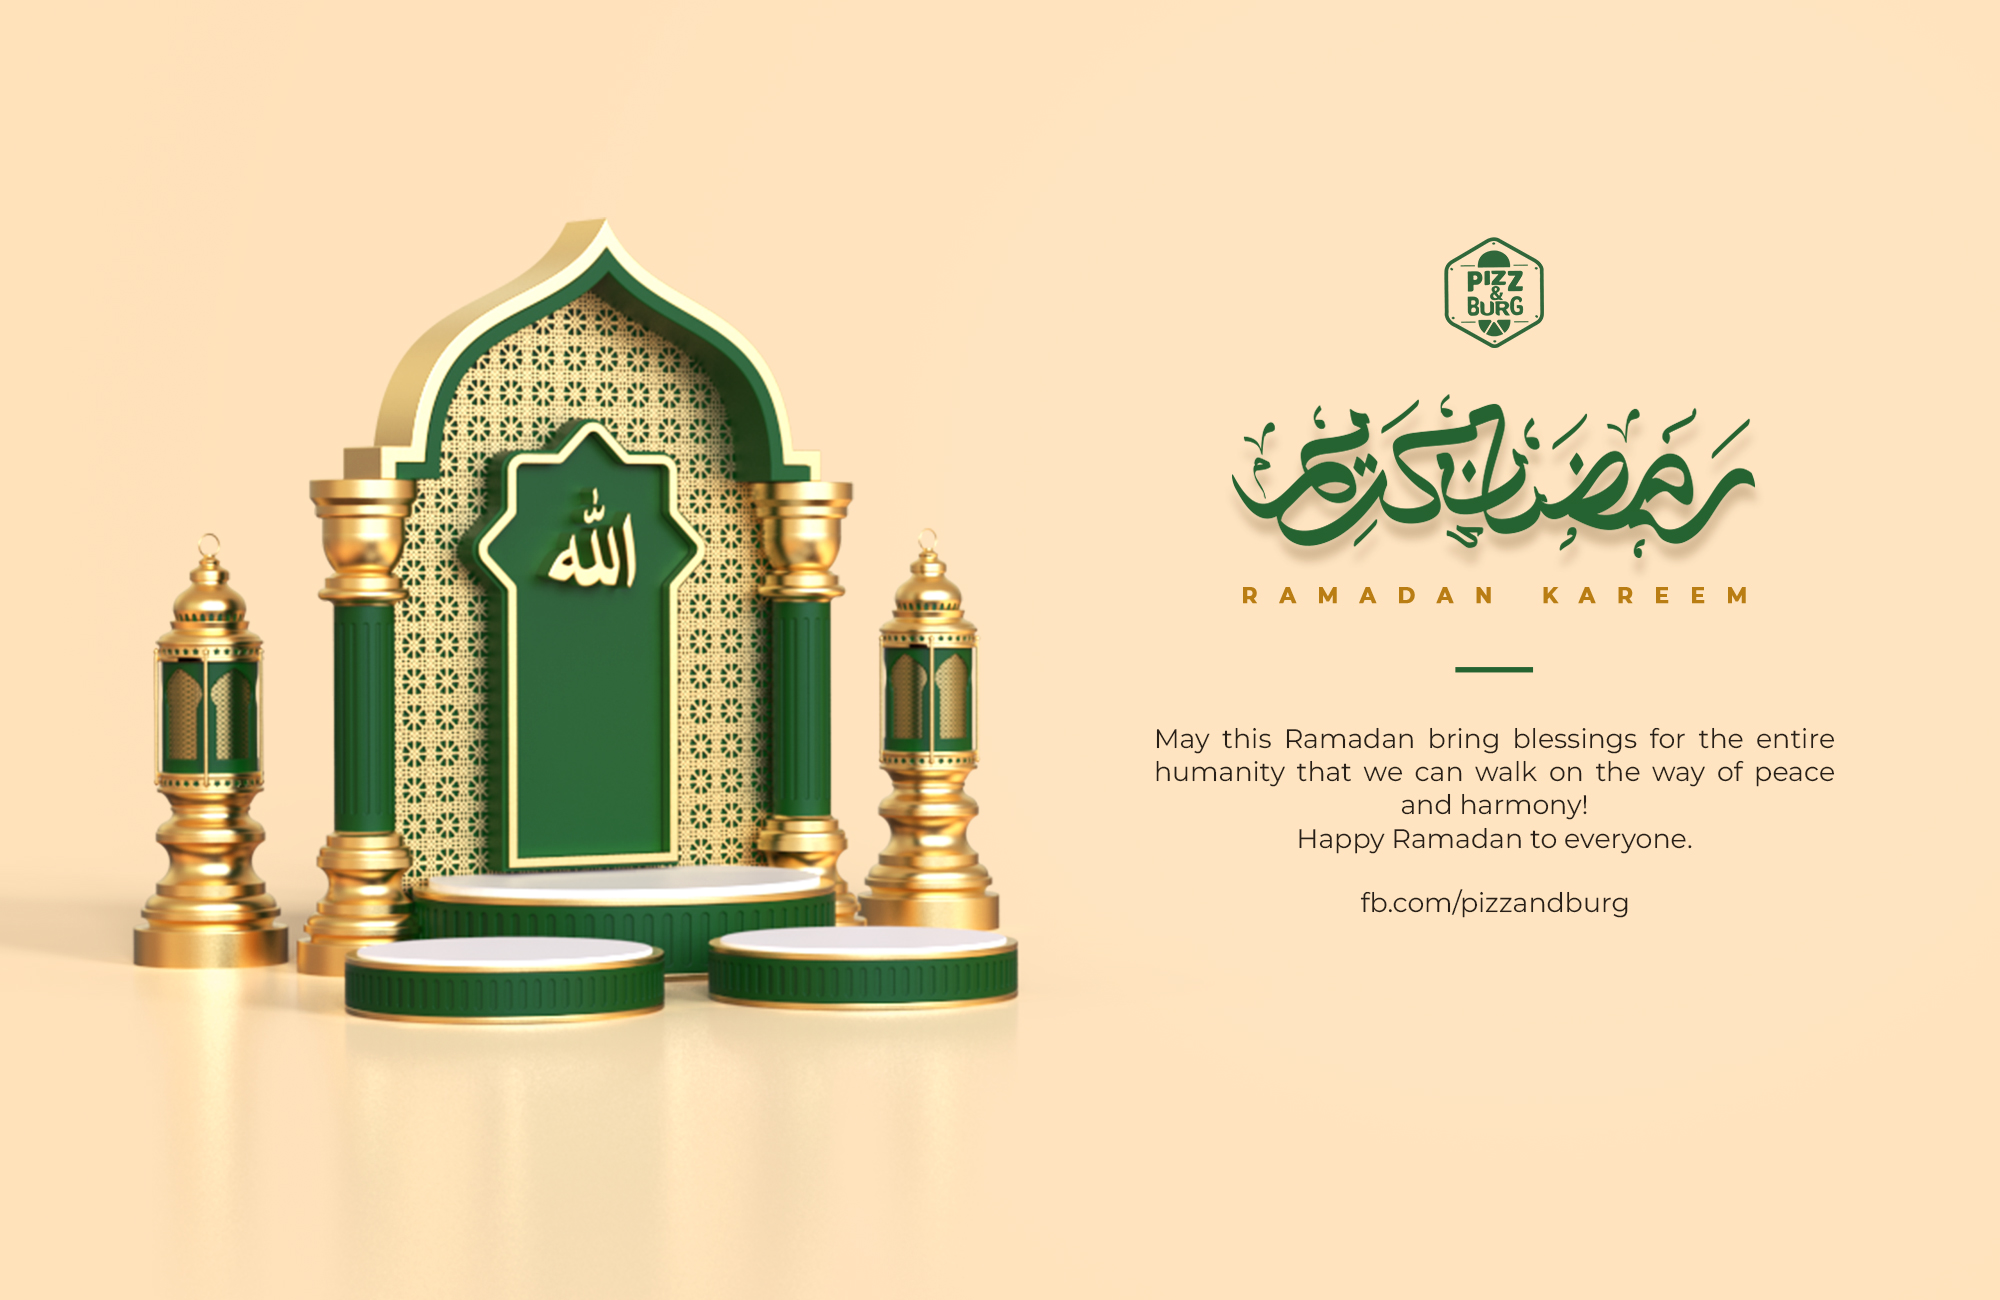 الله
PIZZ
&
BURG
رمضان كريم
RAMADAN KAREEM
May this Ramadan bring blessings for the entire
humanity that we can walk on the way of peace
and harmony!
Happy Ramadan to everyone.
fb.com/pizzandburg